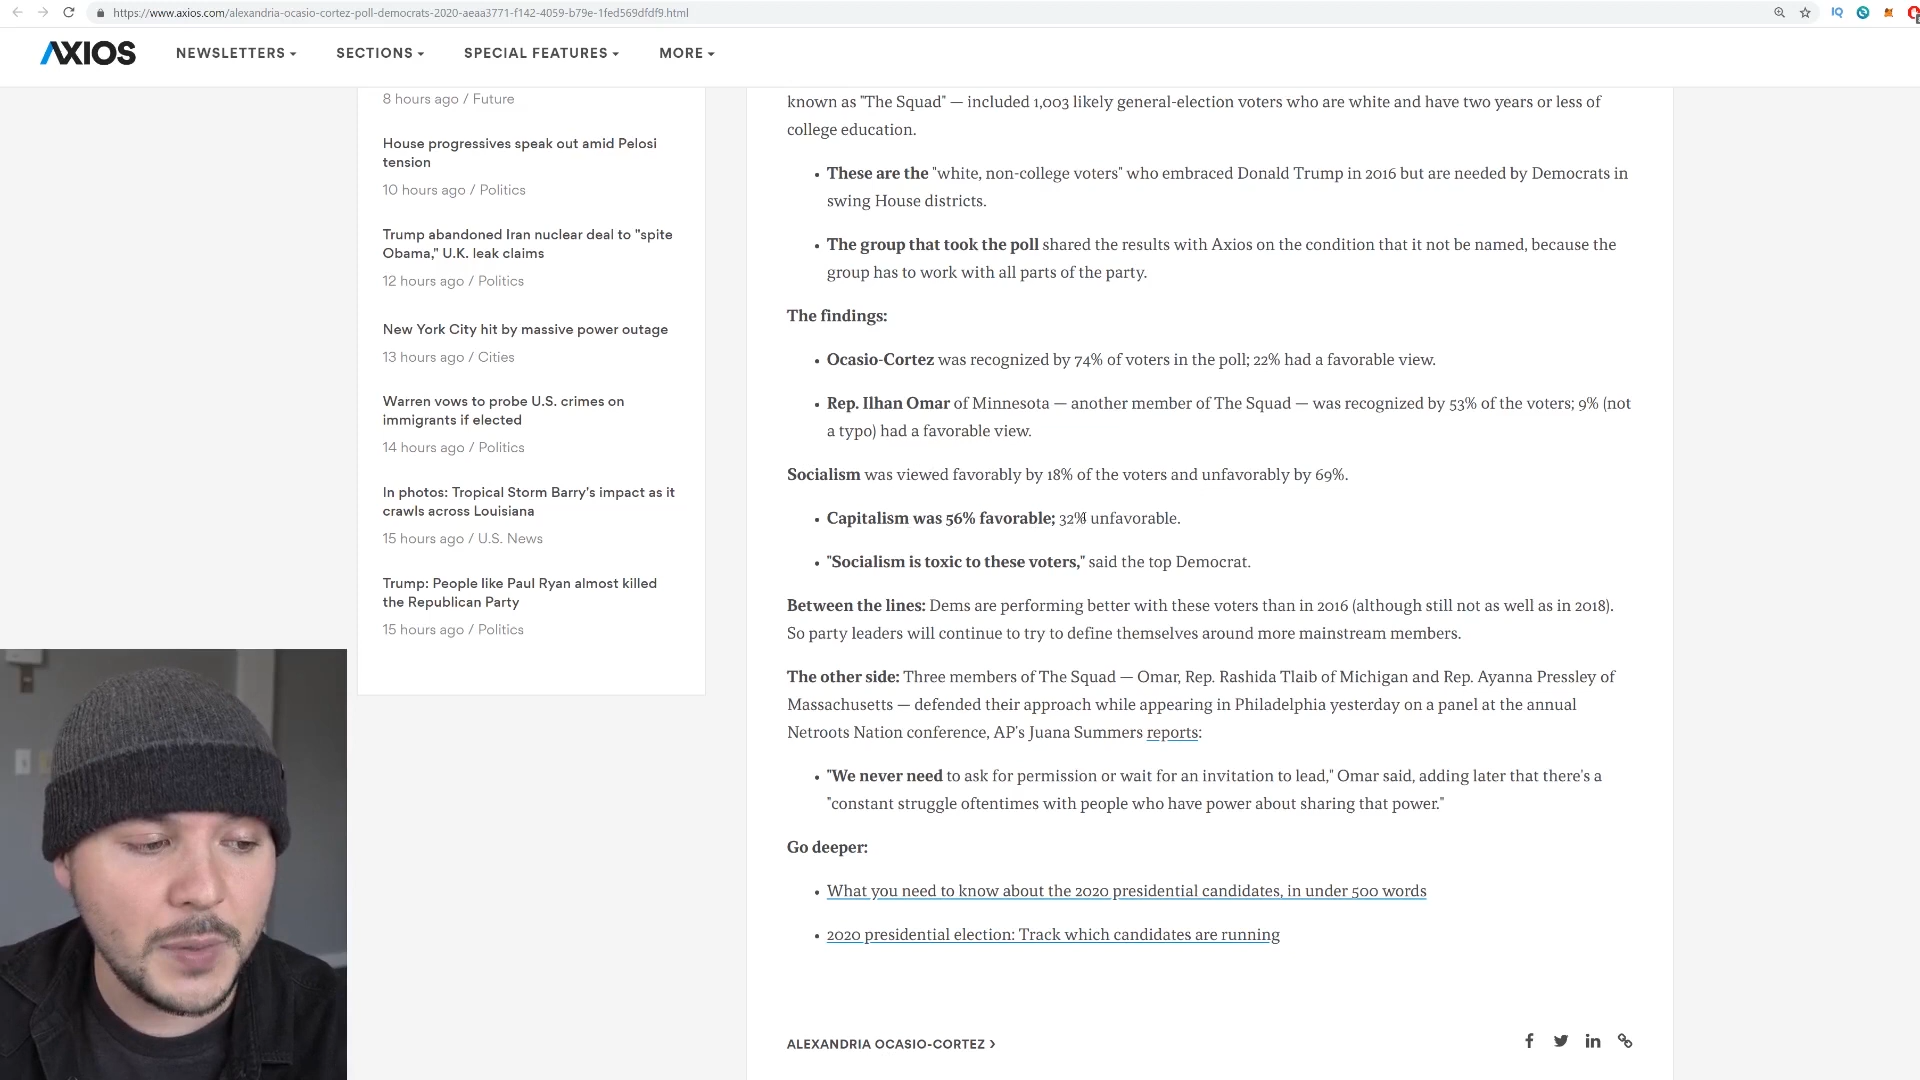 https://www.axios.com/alexandria-ocasio-cortez-poll-democrats-2020-aeaa3771-f142-4059-b79e-1fed569dfdf9.html
IQ
AXIOS
NEWSLETTERS
SECTIONS
SPECIAL FEATURES
MORE
8 hours ago / Future
House progressives speak out amid Pelosi
tension
10 hours ago / Politics
Trump abandoned Iran nuclear deal to "spite
Obama," U.K. leak claims
12 hours ago / Politics
New York City hit by massive power outage
13 hours ago / Cities
Warren vows to probe U.S. crimes on
immigrants if elected
14 hours ago / Politics
In photos: Tropical Storm Barry's impact as it
crawls across Louisiana
15 hours ago / U.S. News
Trump: People like Paul Ryan almost killed
the Republican Party
15 hours ago / Politics
known as "The Squad" — included 1,003 likely general-election voters who are white and have two years or less of
college education.
• These are the "white, non-college voters" who embraced Donald Trump in 2016 but are needed by Democrats in
swing House districts.
• The group that took the poll shared the results with Axios on the condition that it not be named, because the
group has to work with all parts of the party.
The findings:
• Ocasio-Cortez was recognized by 74% of voters in the poll; 22% had a favorable view.
• Rep. Ilhan Omar of Minnesota — another member of The Squad — was recognized by 53% of the voters; 9% (not
a typo) had a favorable view.
Socialism was viewed favorably by 18% of the voters and unfavorably by 69%.
• Capitalism was 56% favorable; 32% unfavorable.
• "Socialism is toxic to these voters," said the top Democrat.
Between the lines: Dems are performing better with these voters than in 2016 (although still not as well as in 2018).
So party leaders will continue to try to define themselves around more mainstream members.
The other side: Three members of The Squad — Omar, Rep. Rashida Tlaib of Michigan and Rep. Ayanna Pressley of
Massachusetts — defended their approach while appearing in Philadelphia yesterday on a panel at the annual
Netroots Nation conference, AP's Juana Summers reports:
• "We never need to ask for permission or wait for an invitation to lead," Omar said, adding later that there's a
"constant struggle oftentimes with people who have power about sharing that power."
Go deeper:
• What you need to know about the 2020 presidential candidates, in under 500 words
• 2020 presidential election: Track which candidates are running
ALEXANDRIA OCASIO-CORTEZ >